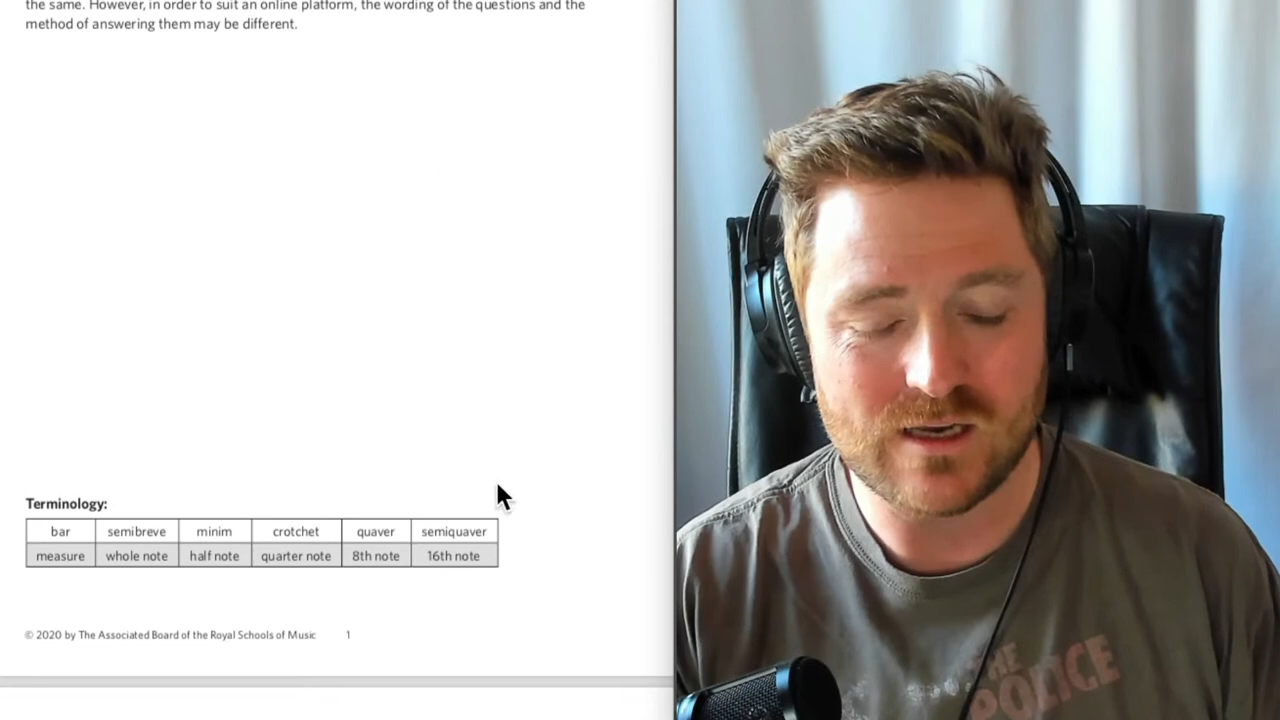 the same. However, in order to suit an online platform, the wording of the questions and the
method of answering them may be different.
Terminology:
bar semibreve minim crotchet quaver semiquaver
measure whole note half note quarter note 8th note 16th note
© 2020 by The Associated Board of the Royal Schools of Music 1
THE
POLICE